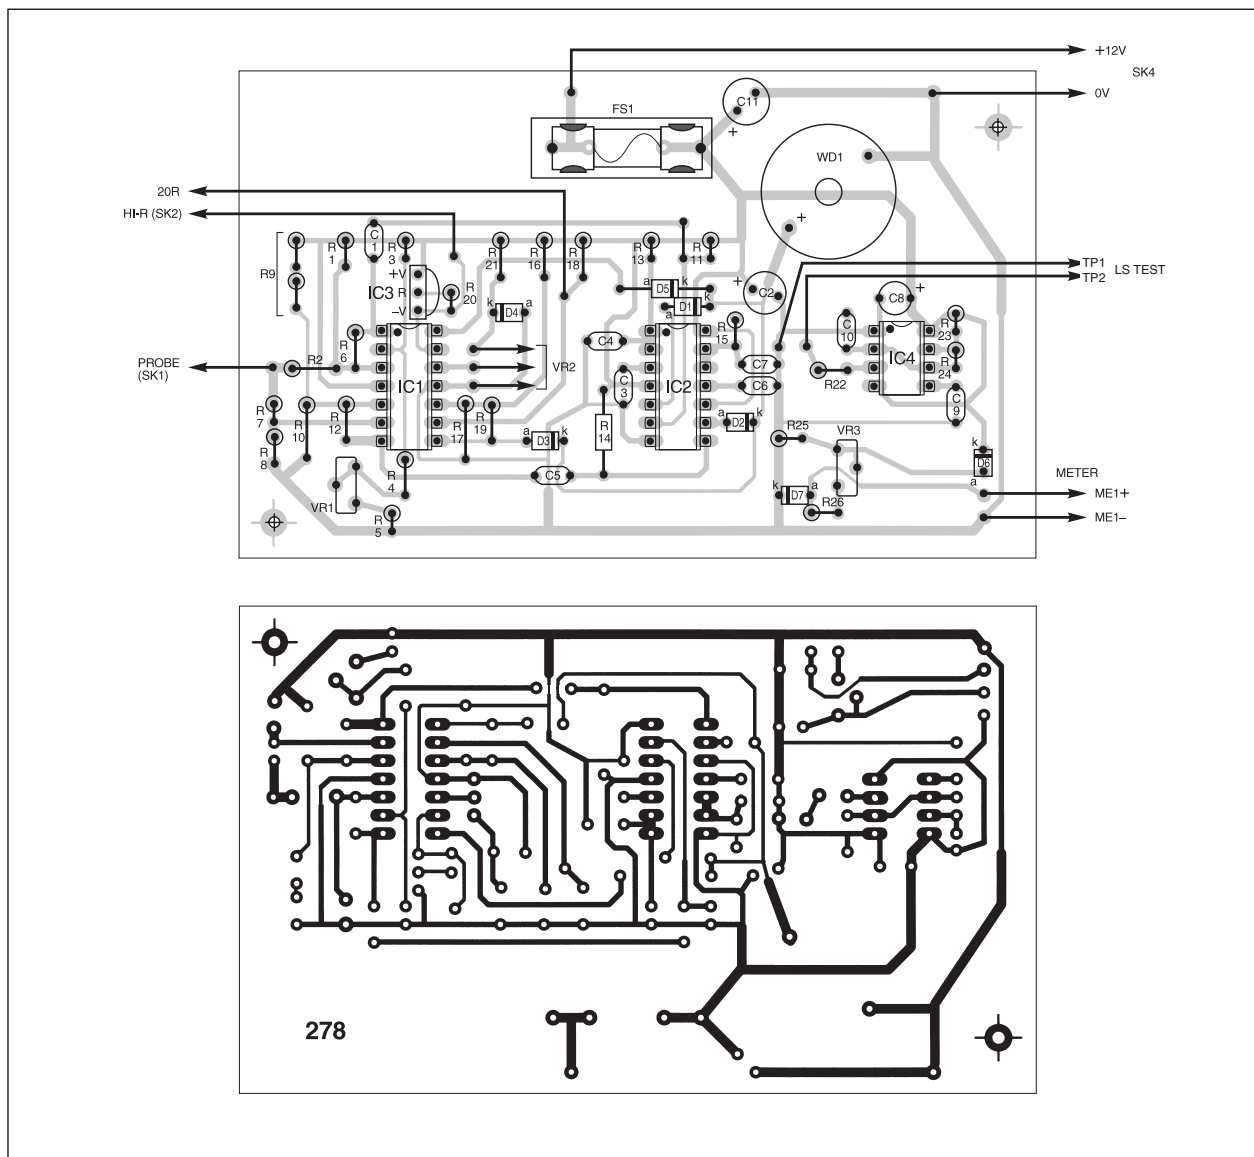 +12V
SK4
FS1
C11
0V
+
WD1
20R
HI-R (SK2)
+
R9
R 1
C 1
R 3
R 21
R 16
R 18
R 13
R 11
TP1
LS TEST
TP2
+V
IC3
R
–V
R 20
k D4 a
a D5 k
a D1 k
+ C2
C8 +
PROBE (SK1)
R2
R 6
IC1
VR2
C4
C 3
IC2
R 15
C7
C6
C 10
IC4
R 23
R 24
R22
C 9
R 7
R 8
R 10
R 12
R 17
R 19
a D3 k
R 14
a D2 k
R25
VR3
k D6 a
VR1
R 4
R 5
C5
k D7 a
R26
METER
ME1+
ME1–
278